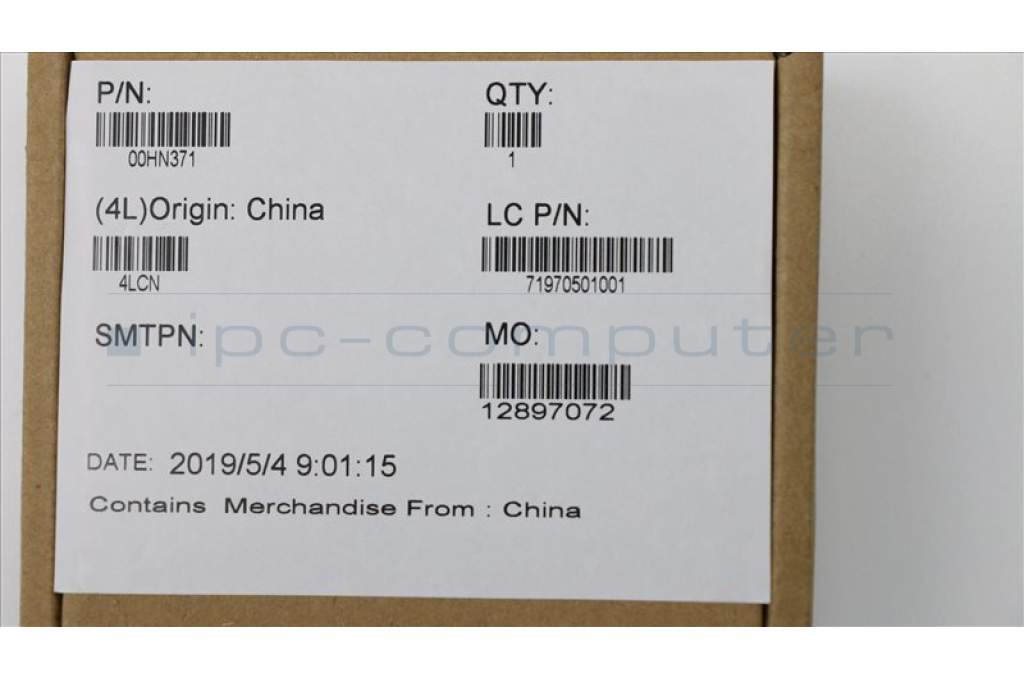 P/N:
00HN371
QTY:
1
(4L)Origin: China
4LCN
LC P/N:
71970501001
SMTPN:
MO:
12897072
ipc-computer
DATE: 2019/5/4 9:01:15
Contains Merchandise From : China